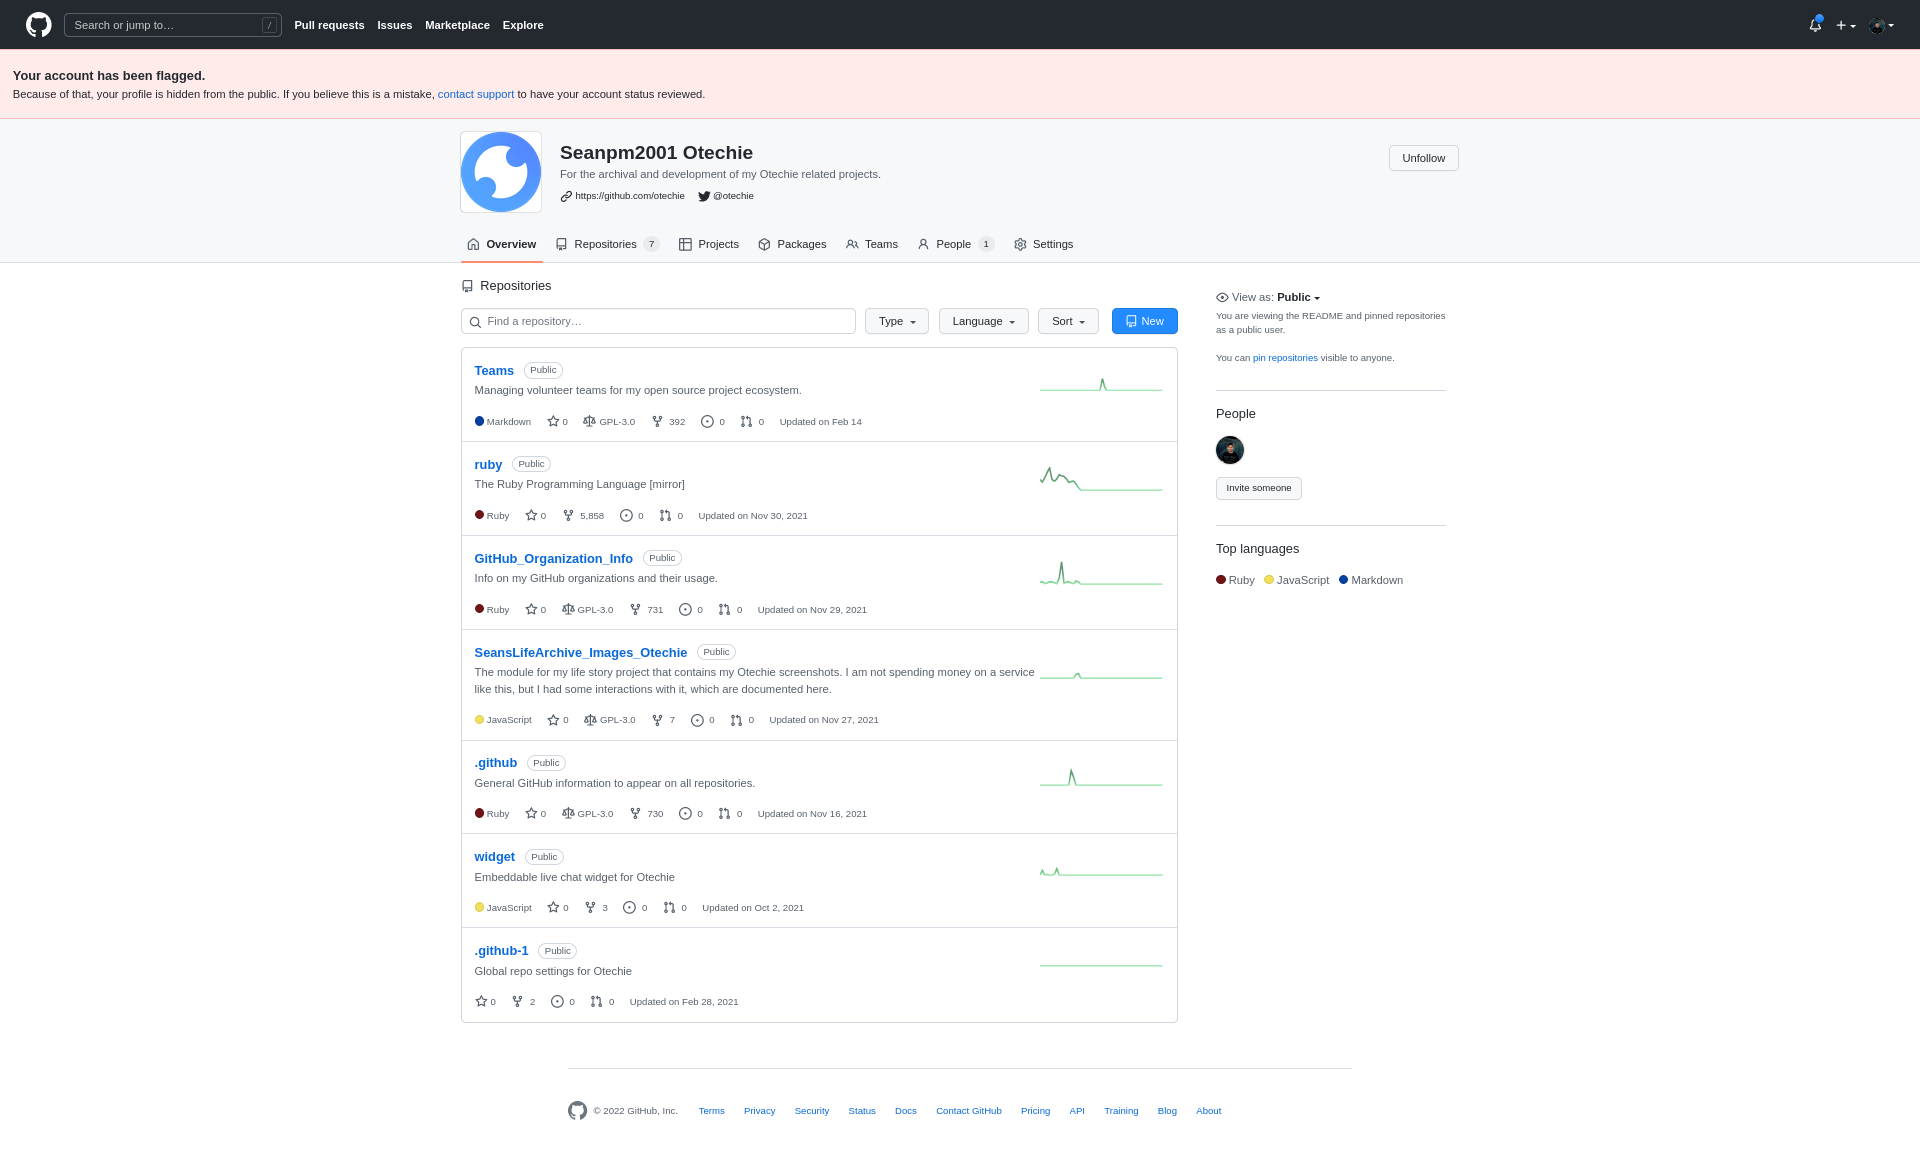 Search or jump to… /
Pull requests Issues Marketplace Explore
Your account has been flagged.
Because of that, your profile is hidden from the public. If you believe this is a mistake, contact support to have your account status reviewed.
Seanpm2001 Otechie
For the archival and development of my Otechie related projects.
https://github.com/otechie @otechie
Unfollow
Overview Repositories 7 Projects Packages Teams People 1 Settings
Repositories
Find a repository… Type Language Sort New
Teams Public
Managing volunteer teams for my open source project ecosystem.
Markdown 0 GPL-3.0 392 0 0 Updated on Feb 14
ruby Public
The Ruby Programming Language [mirror]
Ruby 0 5,858 0 0 Updated on Nov 30, 2021
GitHub_Organization_Info Public
Info on my GitHub organizations and their usage.
Ruby 0 GPL-3.0 731 0 0 Updated on Nov 29, 2021
SeansLifeArchive_Images_Otechie Public
The module for my life story project that contains my Otechie screenshots. I am not spending money on a service
like this, but I had some interactions with it, which are documented here.
JavaScript 0 GPL-3.0 7 0 0 Updated on Nov 27, 2021
.github Public
General GitHub information to appear on all repositories.
Ruby 0 GPL-3.0 730 0 0 Updated on Nov 16, 2021
widget Public
Embeddable live chat widget for Otechie
JavaScript 0 3 0 0 Updated on Oct 2, 2021
.github-1 Public
Global repo settings for Otechie
0 2 0 0 Updated on Feb 28, 2021
View as: Public
You are viewing the README and pinned repositories
as a public user.
You can pin repositories visible to anyone.
People
Invite someone
Top languages
Ruby JavaScript Markdown
© 2022 GitHub, Inc. Terms Privacy Security Status Docs Contact GitHub Pricing API Training Blog About